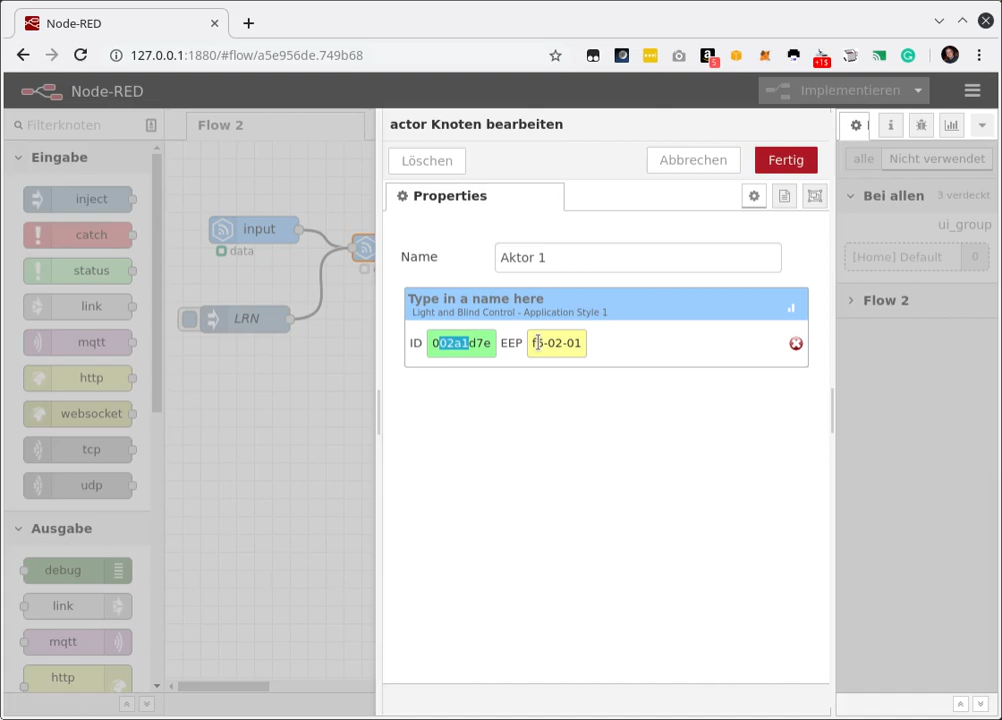 Node-RED
127.0.0.1:1880/#flow/a5e956de.749b68
5
+1$
Node-RED
Implementieren
Filterknoten
Flow 2
actor Knoten bearbeiten
Löschen
Abbrechen
Fertig
alle
Nicht verwendet
Eingabe
inject
catch
status
link
mqtt
http
websocket
tcp
udp
Ausgabe
debug
link
mqtt
http
input
data
LRN
Properties
Name
Aktor 1
Type in a name here
Light and Blind Control - Application Style 1
ID 002a1d7e EEP f6-02-01
Bei allen
3 verdeckt
ui_group
[Home] Default
0
Flow 2